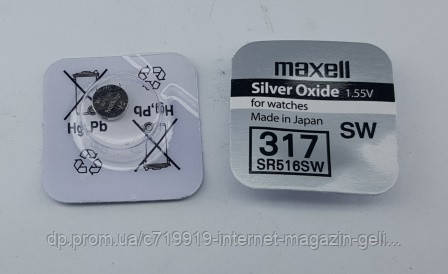 Hg,Pb
Hg,Pb
maxell
Silver Oxide 1.55V
for watches
Made in Japan
SW
317
SR516SW
dp.prom.ua/c719919-internet-magazin-geli...